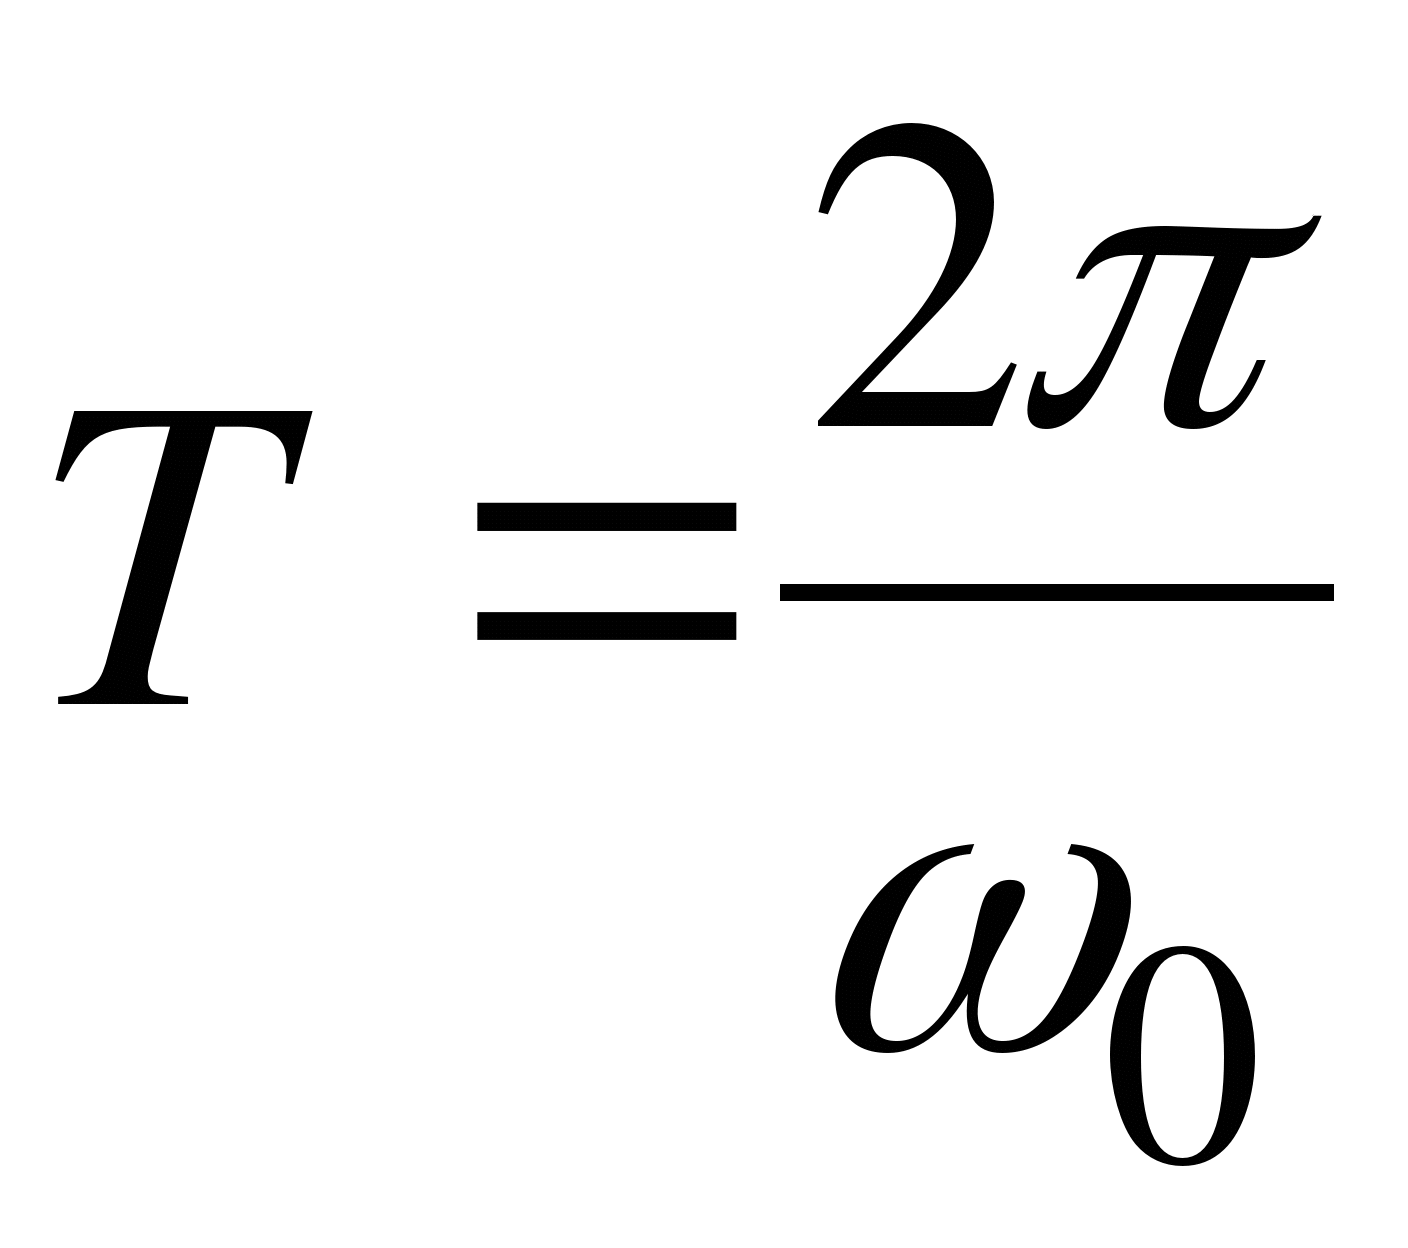 T = 2π / ω₀